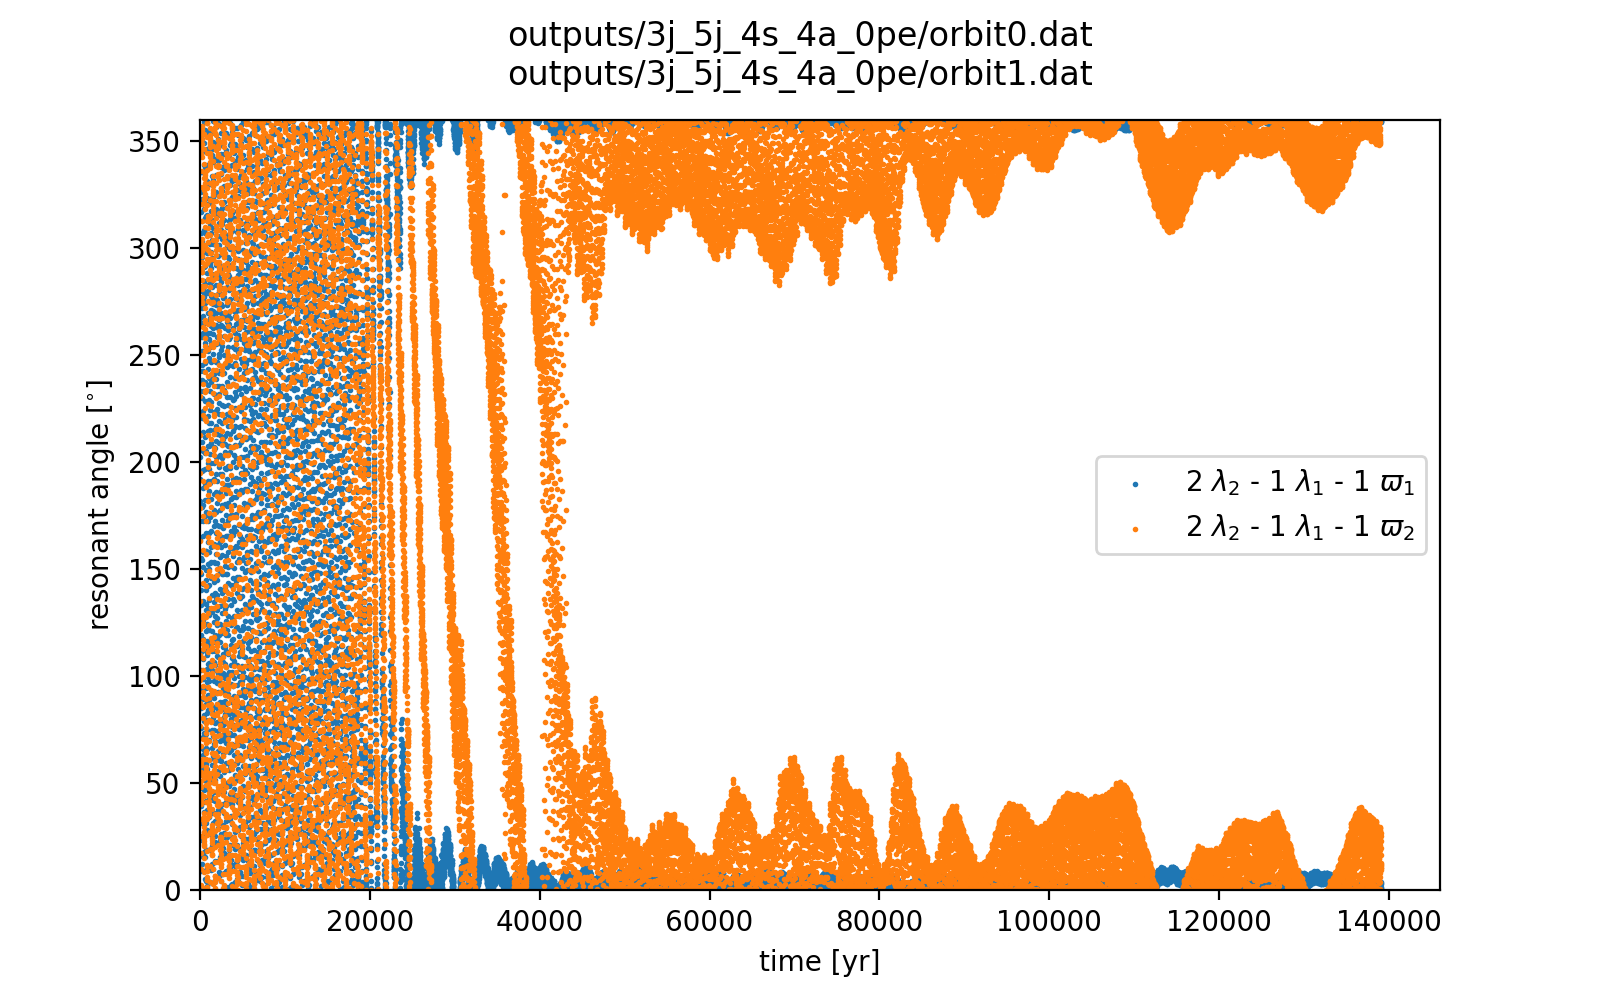 outputs/3j_5j_4s_4a_0pe/orbit0.dat
outputs/3j_5j_4s_4a_0pe/orbit1.dat
350
300
250
200
150
100
50
0
resonant angle [°]
2 λ₂ - 1 λ₁ - 1 ϖ₁
2 λ₂ - 1 λ₁ - 1 ϖ₂
0 20000 40000 60000 80000 100000 120000 140000
time [yr]